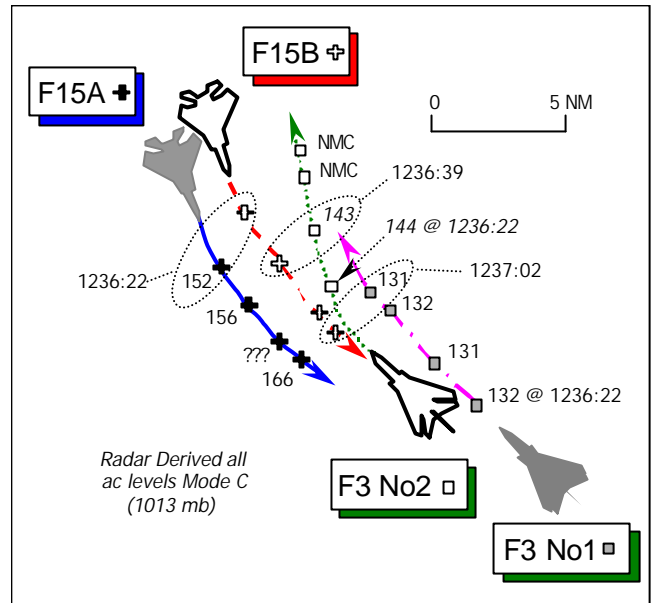 F15B
F15A
0 5 NM
NMC
NMC
1236:39
143
144 @ 1236:22
1237:02
1236:22
152
131
132
156
???
131
166
132 @ 1236:22
Radar Derived all
ac levels Mode C
(1013 mb)
F3 No2
F3 No1